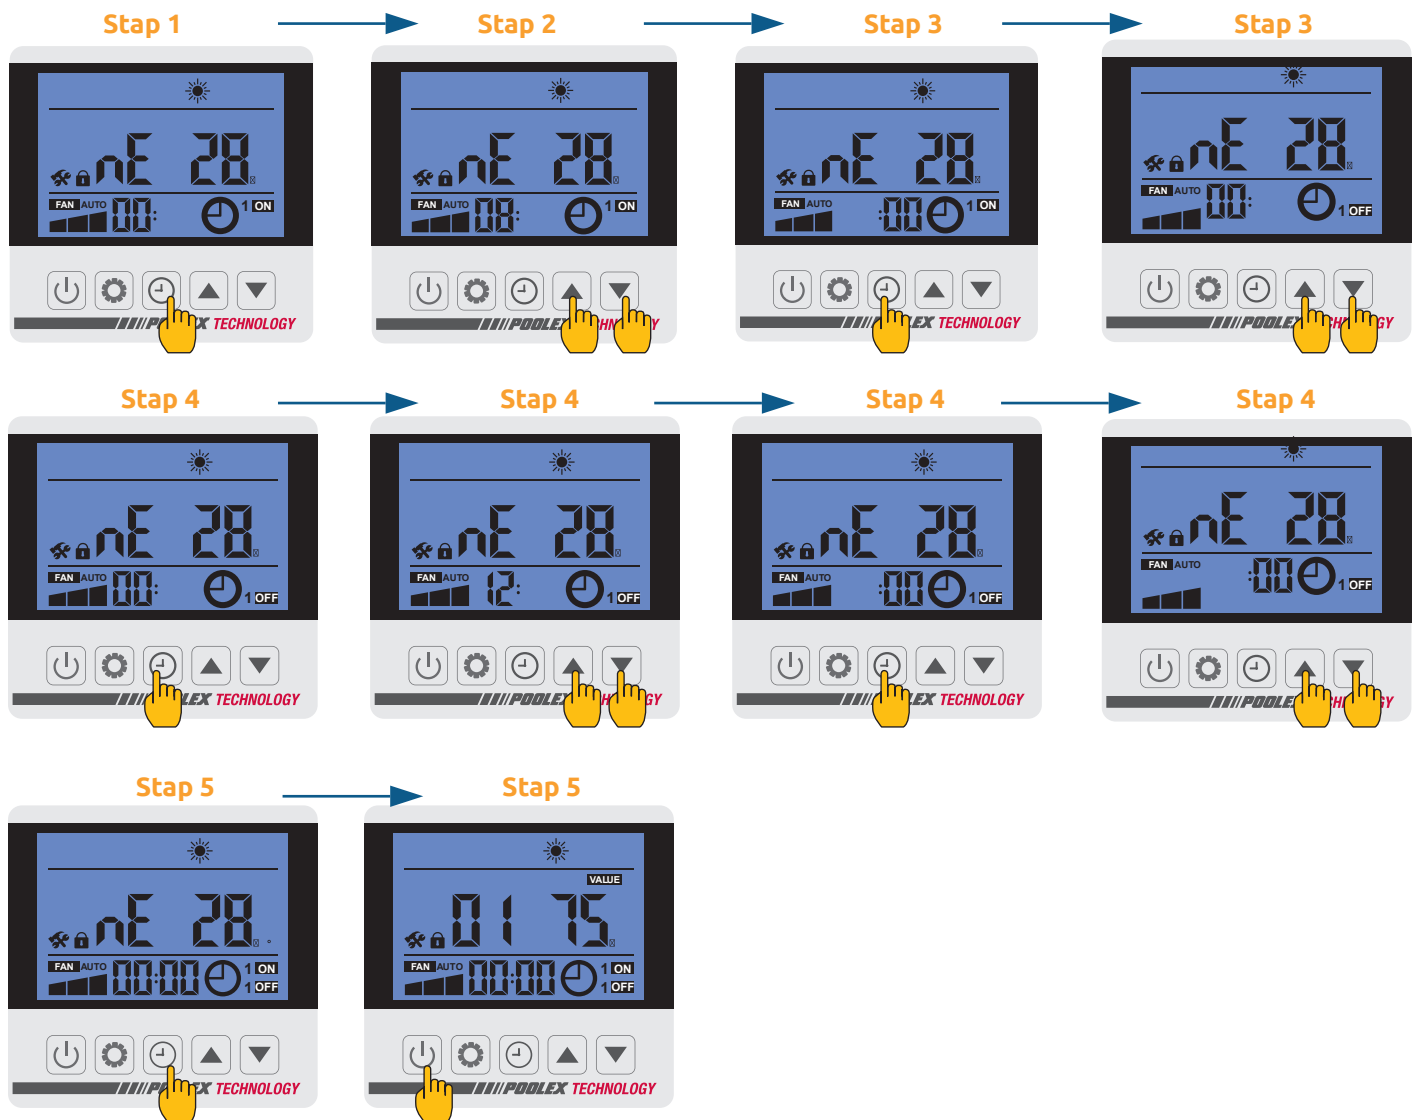 Stap 1
Stap 2
Stap 3
Stap 3
nE 28
FAN AUTO 00: 1 ON
TECHNOLOGY
nE 28
FAN AUTO 08: 1 ON
nE 28
FAN AUTO :00 1 ON
TECHNOLOGY
nE 28
FAN AUTO 00: 1 OFF
Stap 4
Stap 4
Stap 4
Stap 4
nE 28
FAN AUTO 00: 1 OFF
TECHNOLOGY
nE 28
FAN AUTO 12: 1 OFF
nE 28
FAN AUTO :00 1 OFF
TECHNOLOGY
nE 28
FAN AUTO :00 1 OFF
Stap 5
Stap 5
nE 28
FAN AUTO 00:00 1 ON
1 OFF
TECHNOLOGY
VALUE
01 75
FAN AUTO 00:00 1 ON
1 OFF
POOLEX TECHNOLOGY